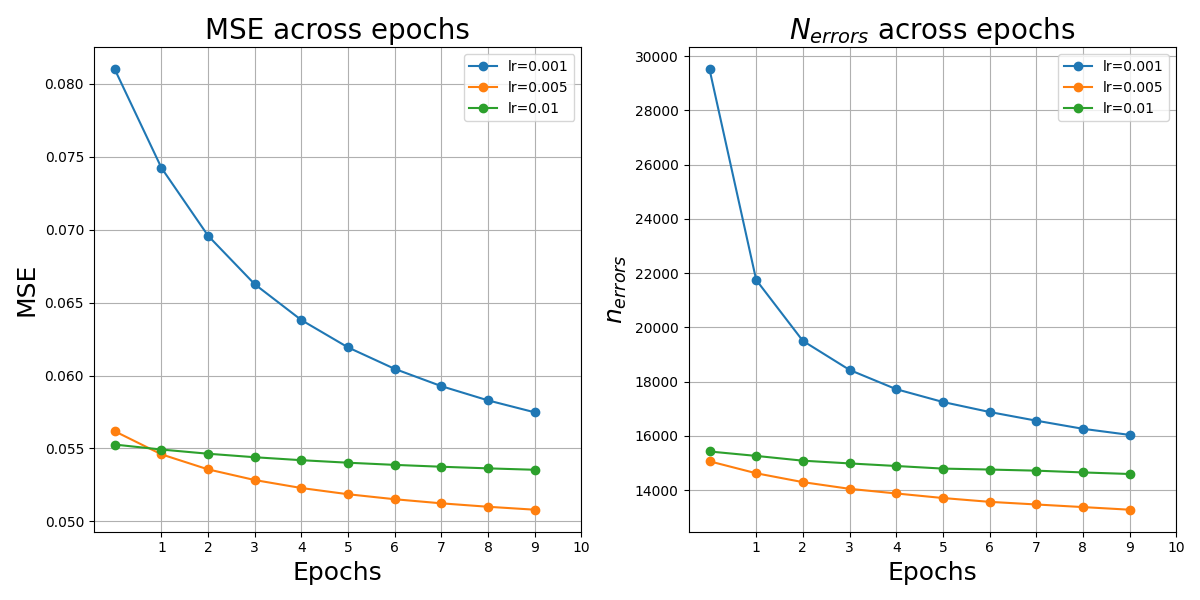 MSE across epochs
MSE
0.080
0.075
0.070
0.065
0.060
0.055
0.050
lr=0.001
lr=0.005
lr=0.01
1 2 3 4 5 6 7 8 9 10
Epochs
N_errors across epochs
n_errors
30000
28000
26000
24000
22000
20000
18000
16000
14000
lr=0.001
lr=0.005
lr=0.01
1 2 3 4 5 6 7 8 9 10
Epochs